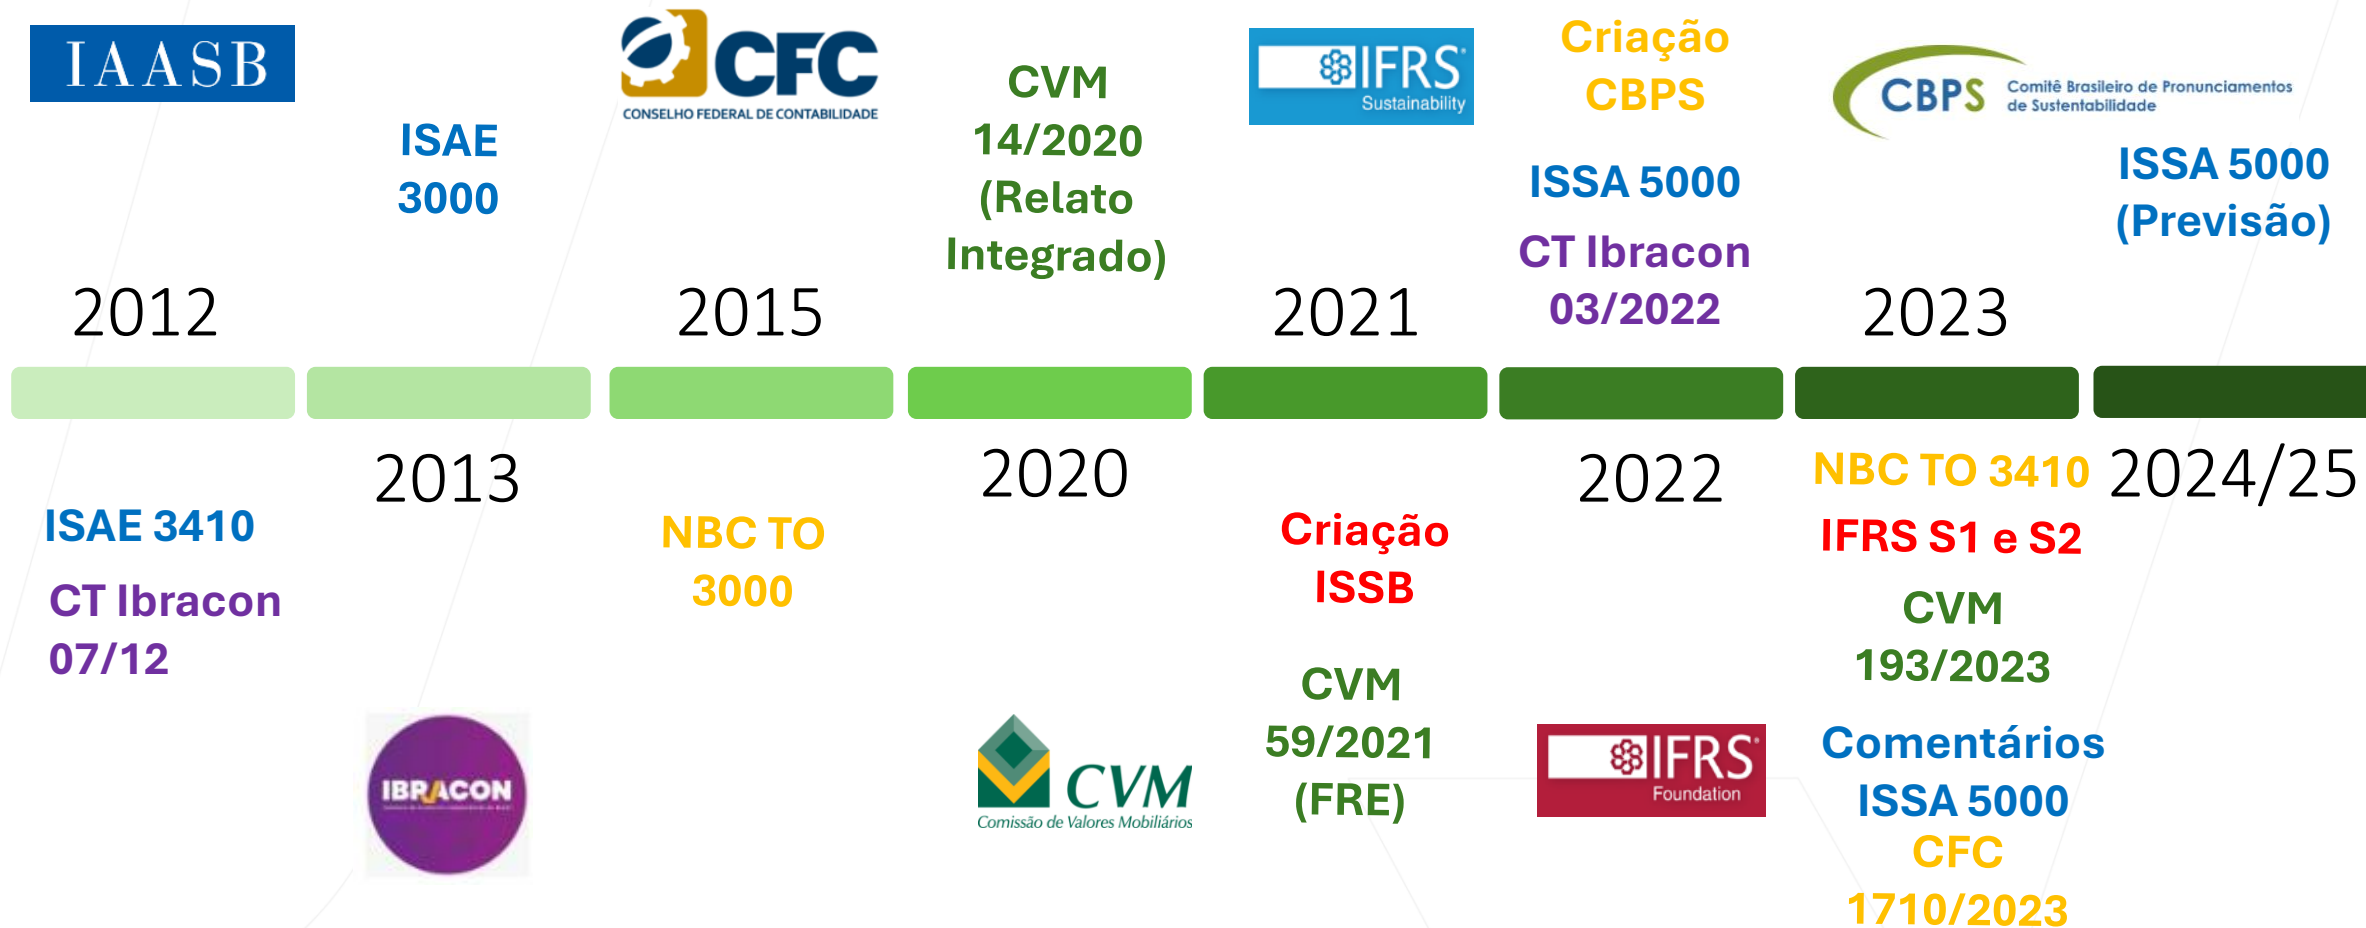 IAASB
2012
ISAE 3410
CT Ibracon
07/12
ISAE
3000
2013
IBRACON
CFC
CONSELHO FEDERAL DE CONTABILIDADE
2015
NBC TO
3000
CVM
14/2020
(Relato
Integrado)
2020
CVM
Comissão de Valores Mobiliários
IFRS
Sustainability
2021
Criação
ISSB
CVM
59/2021
(FRE)
Criação
CBPS
ISSA 5000
CT Ibracon
03/2022
2022
IFRS
Foundation
CBPS
Comitê Brasileiro de Pronunciamentos
de Sustentabilidade
2023
NBC TO 3410
IFRS S1 e S2
CVM
193/2023
Comentários
ISSA 5000
CFC
1710/2023
ISSA 5000
(Previsão)
2024/25